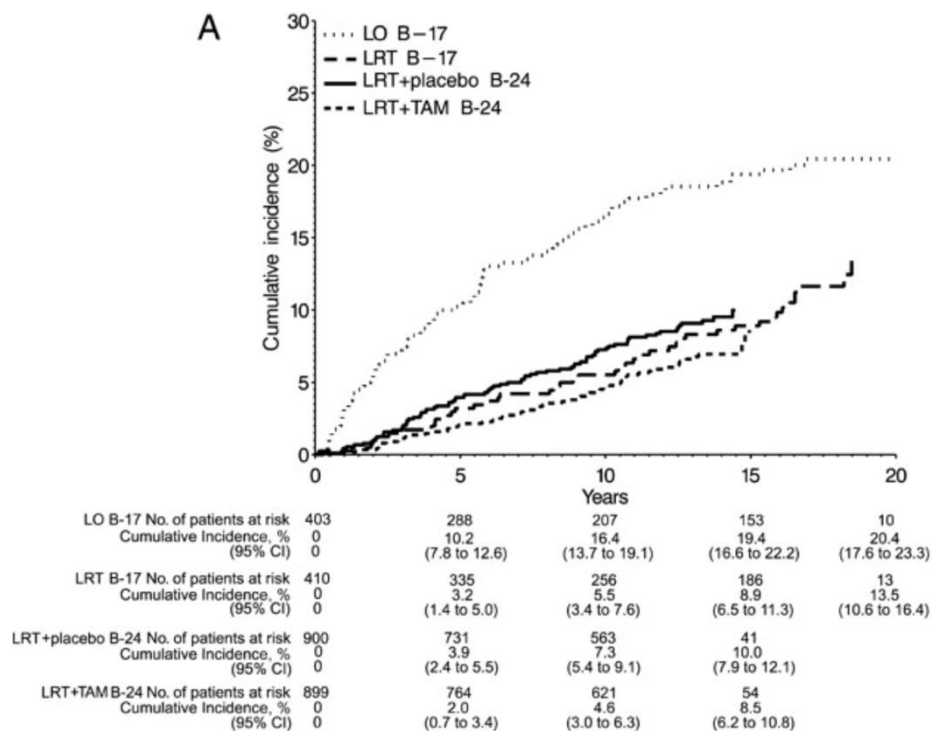 A
30
25
20
15
10
5
0
Cumulative incidence (%)
LO B-17
LRT B-17
LRT+placebo B-24
LRT+TAM B-24
0 5 10 15 20
Years
LO B-17 No. of patients at risk 403 288 207 153 10
Cumulative Incidence, % 0 10.2 16.4 19.4 20.4
(95% CI) 0 (7.8 to 12.6) (13.7 to 19.1) (16.6 to 22.2) (17.6 to 23.3)
LRT B-17 No. of patients at risk 410 335 256 186 13
Cumulative Incidence, % 0 3.2 5.5 8.9 13.5
(95% CI) 0 (1.4 to 5.0) (3.4 to 7.6) (6.5 to 11.3) (10.6 to 16.4)
LRT+placebo B-24 No. of patients at risk 900 731 563 41
Cumulative Incidence, % 0 3.9 7.3 10.0
(95% CI) 0 (2.4 to 5.5) (5.4 to 9.1) (7.9 to 12.1)
LRT+TAM B-24 No. of patients at risk 899 764 621 54
Cumulative Incidence, % 0 2.0 4.6 8.5
(95% CI) 0 (0.7 to 3.4) (3.0 to 6.3) (6.2 to 10.8)